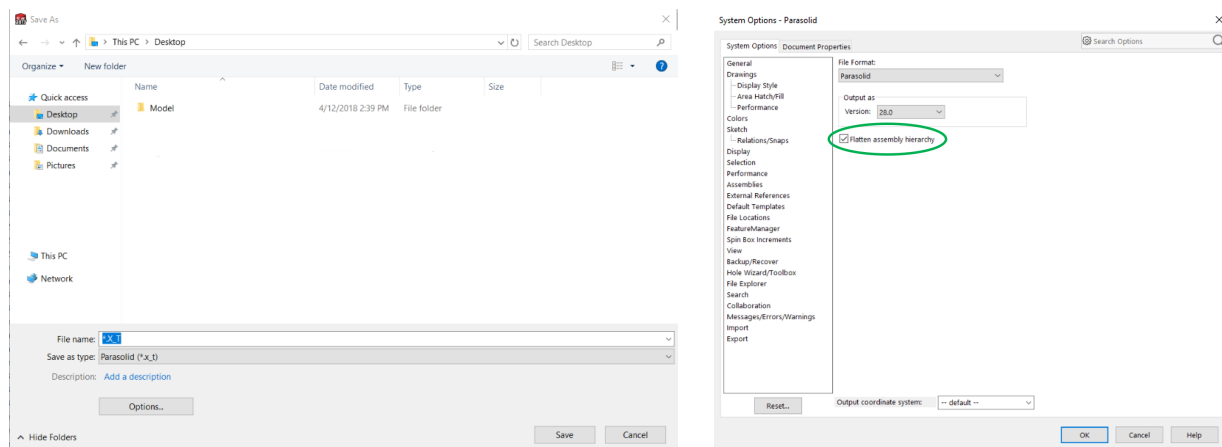 Save As
This PC > Desktop
Search Desktop
Organize
New folder
Name
Date modified
Type
Size
Quick access
Desktop
Downloads
Documents
Pictures
This PC
Network
Model
4/12/2018 2:39 PM
File folder
File name: *.X_T
Save as type: Parasolid (*.x_t)
Description: Add a description
Options...
Hide Folders
Save
Cancel
System Options - Parasolid
System Options
Document Properties
Search Options
General
Drawings
Display Style
Area Hatch/Fill
Performance
Colors
Sketch
Relations/Snaps
Display
Selection
Performance
Assemblies
External References
Default Templates
File Locations
FeatureManager
Spin Box Increments
View
Backup/Recover
Hole Wizard/Toolbox
File Explorer
Search
Collaboration
Messages/Errors/Warnings
Import
Export
File Format:
Parasolid
Output as
Version: 28.0
Flatten assembly hierarchy
Reset...
Output coordinate system: -- default --
OK
Cancel
Help